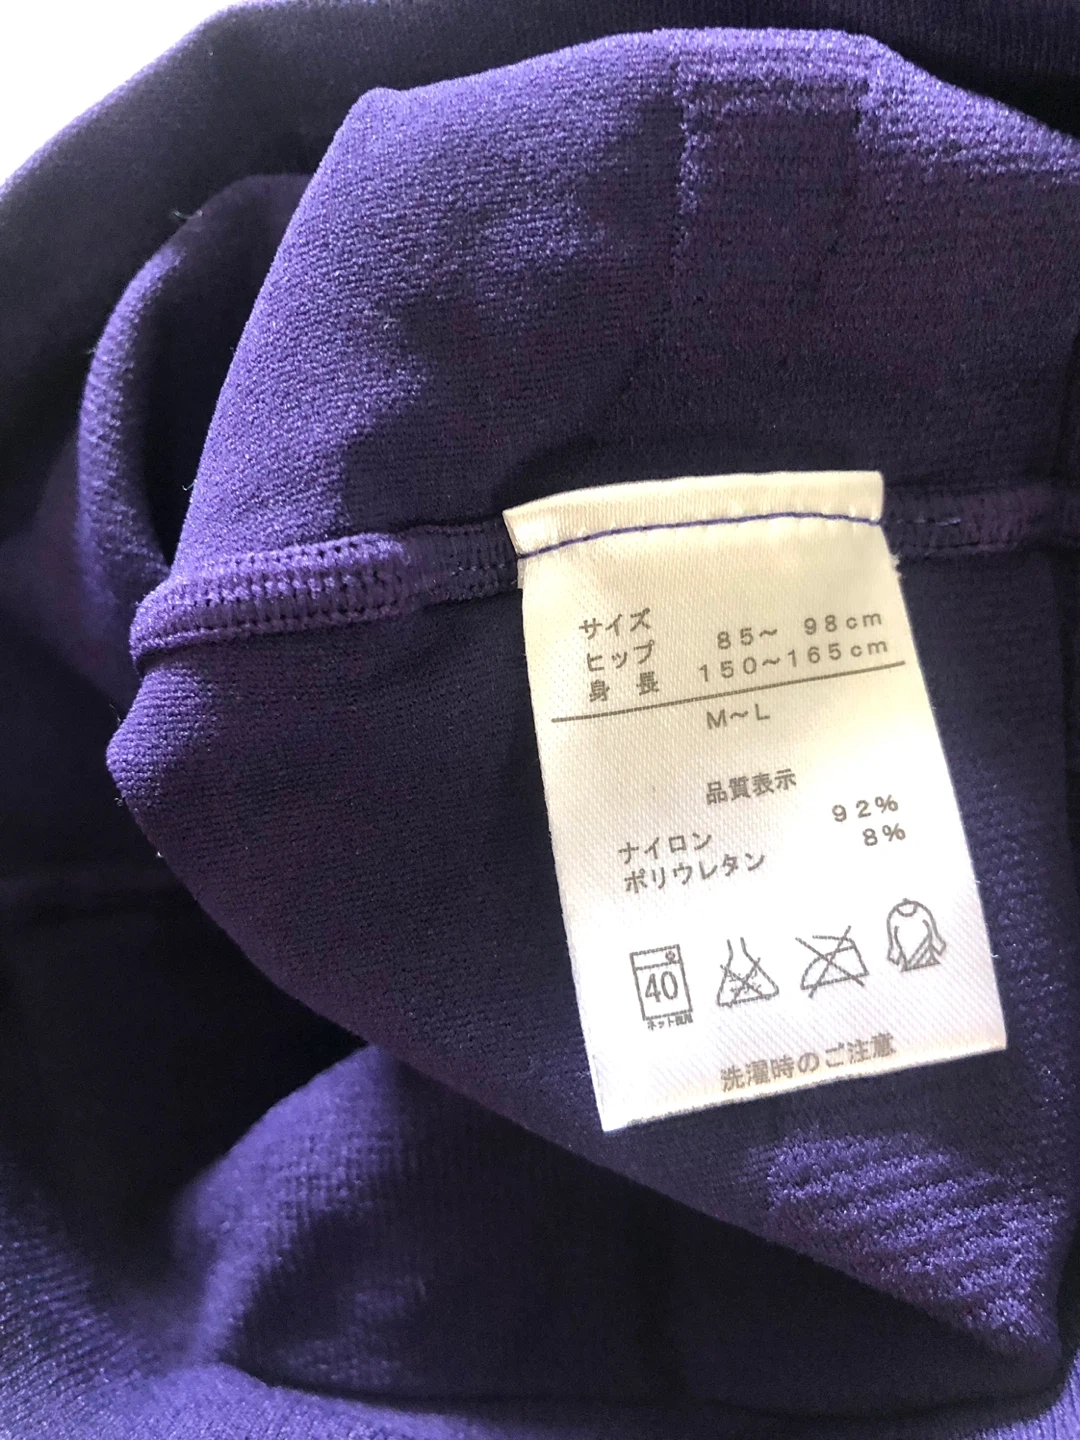 サイズ
ヒップ 85〜 98cm
身 長 150〜165cm
M〜L
品質表示
ナイロン 92%
ポリウレタン 8%
40
ネット使用
洗濯時のご注意